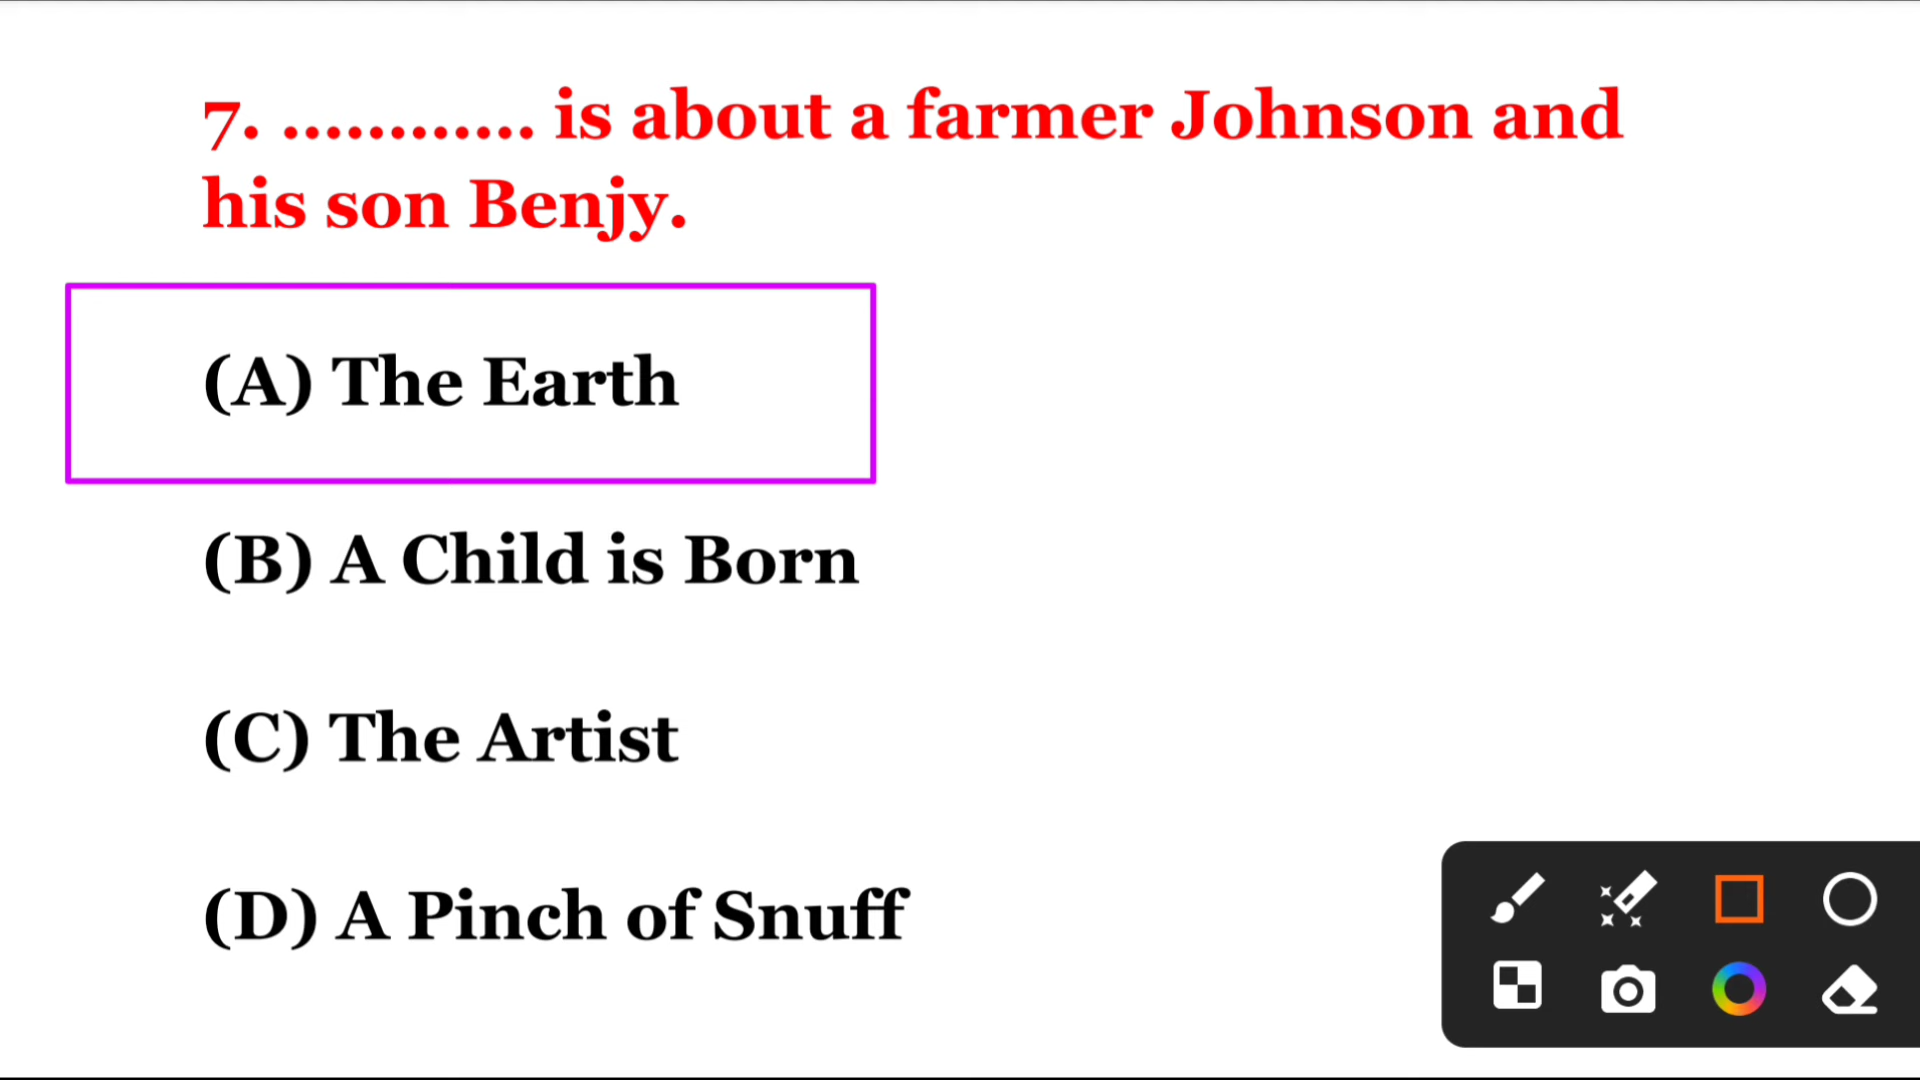 7. ............ is about a farmer Johnson and
his son Benjy.
(A) The Earth
(B) A Child is Born
(C) The Artist
(D) A Pinch of Snuff